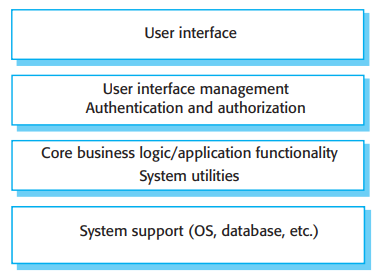 User interface
User interface management
Authentication and authorization
Core business logic/application functionality
System utilities
System support (OS, database, etc.)